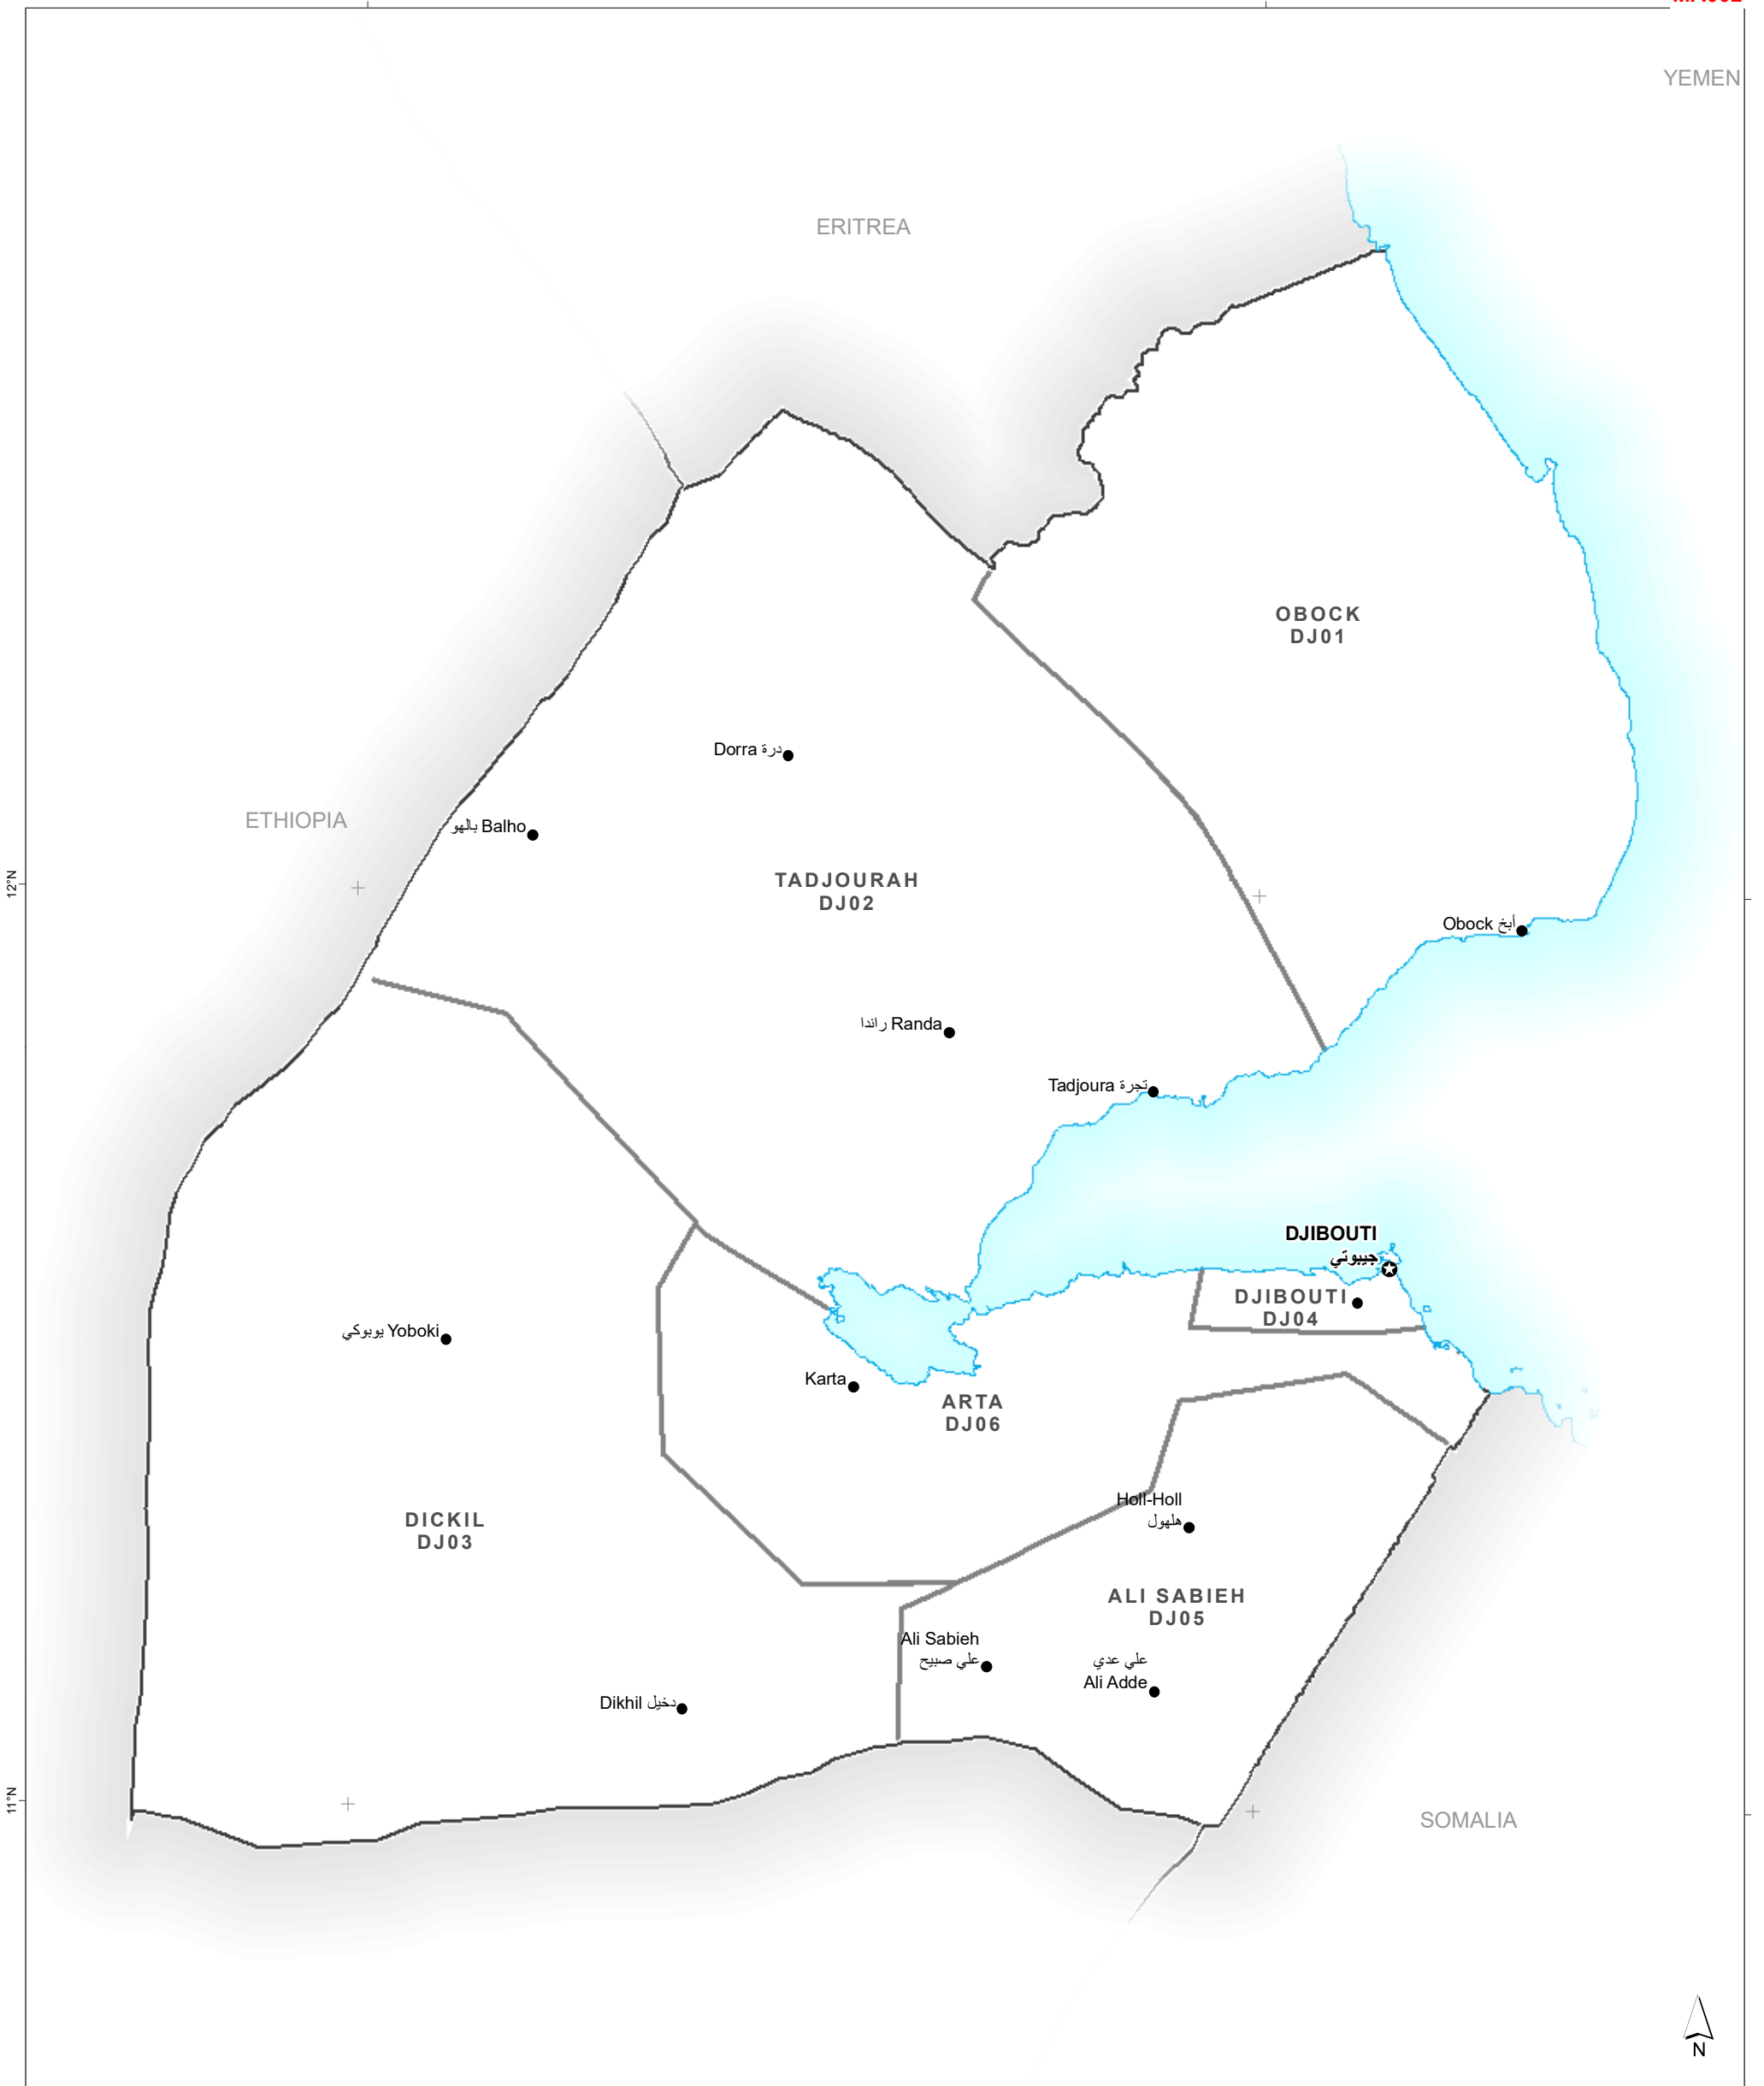 YEMEN
ERITREA
OBOCK
DJ01
Dorra درة
ETHIOPIA
بالهو Balho
TADJOURAH
DJ02
12°N
Obock أبخ
راندا Randa
Tadjoura تجرة
DJIBOUTI
جيبوتي
DJIBOUTI
DJ04
يوبوكي Yoboki
Karta
ARTA
DJ06
Holl-Holl
هلهول
DICKIL
DJ03
ALI SABIEH
DJ05
Ali Sabieh
علي صبيح
علي عدي
Ali Adde
Dikhil دخيل
11°N
SOMALIA
N